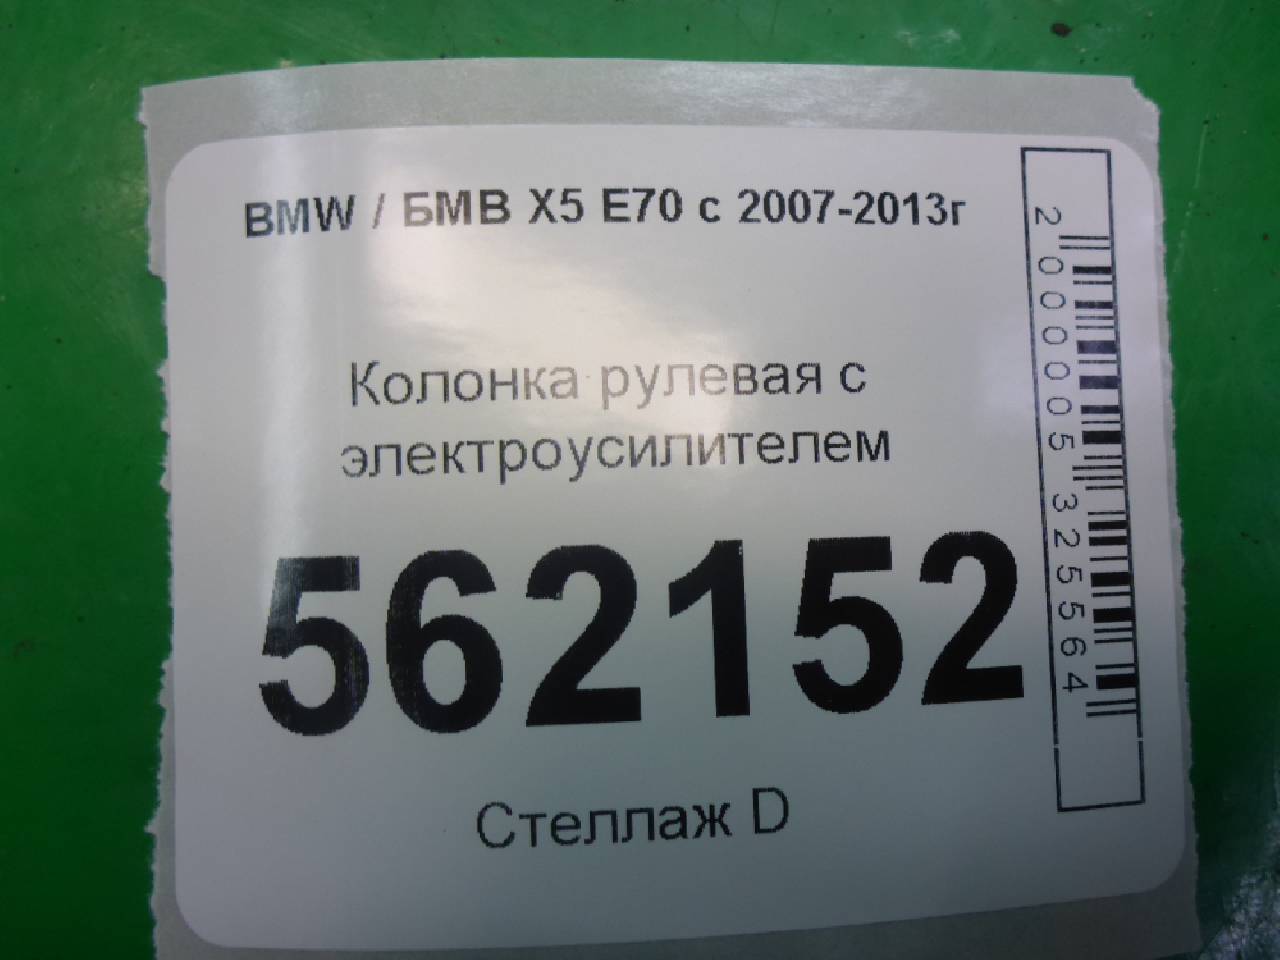 BMW / БМВ X5 E70 с 2007-2013г
Колонка рулевая с
электроусилителем
562152
Стеллаж D
2000005325564